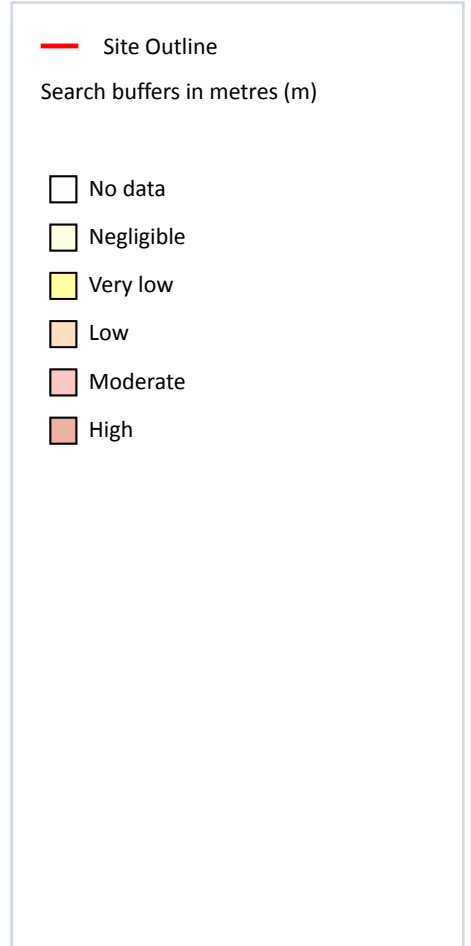 Site Outline
Search buffers in metres (m)
No data
Negligible
Very low
Low
Moderate
High